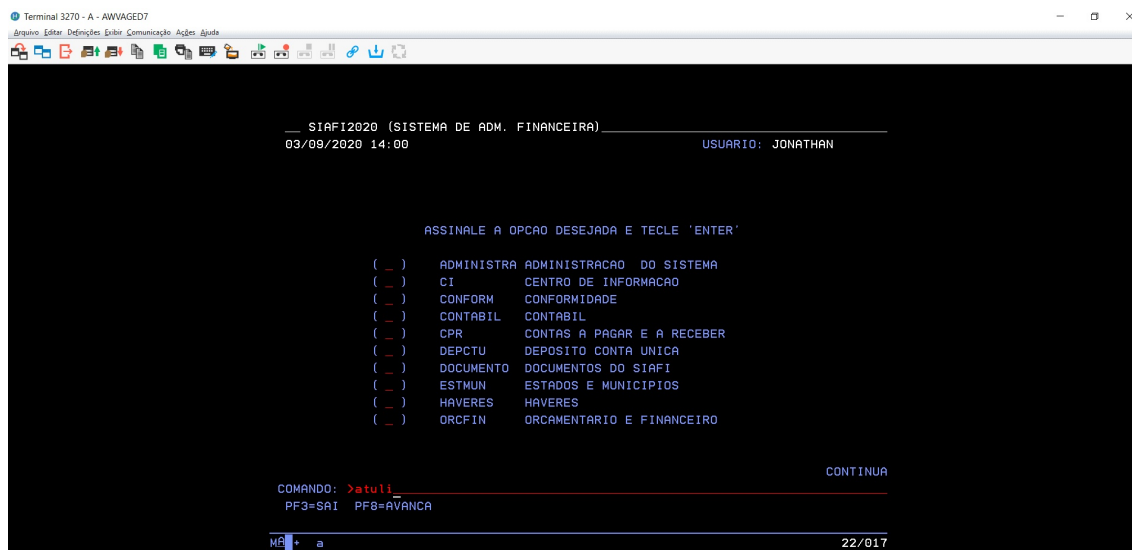 Terminal 3270 - A - AWVAGED7
Arquivo Editar Definições Exibir Comunicação Ações Ajuda
__ SIAFI2020 (SISTEMA DE ADM. FINANCEIRA)
03/09/2020 14:00 USUARIO: JONATHAN
ASSINALE A OPCAO DESEJADA E TECLE 'ENTER'
( _ ) ADMINISTRA ADMINISTRACAO DO SISTEMA
( _ ) CI CENTRO DE INFORMACAO
( _ ) CONFORM CONFORMIDADE
( _ ) CONTABIL CONTABIL
( _ ) CPR CONTAS A PAGAR E A RECEBER
( _ ) DEPCTU DEPOSITO CONTA UNICA
( _ ) DOCUMENTO DOCUMENTOS DO SIAFI
( _ ) ESTMUN ESTADOS E MUNICIPIOS
( _ ) HAVERES HAVERES
( _ ) ORCFIN ORCAMENTARIO E FINANCEIRO
CONTINUA
COMANDO: >atuli
PF3=SAI PF8=AVANCA
MA + a 22/017